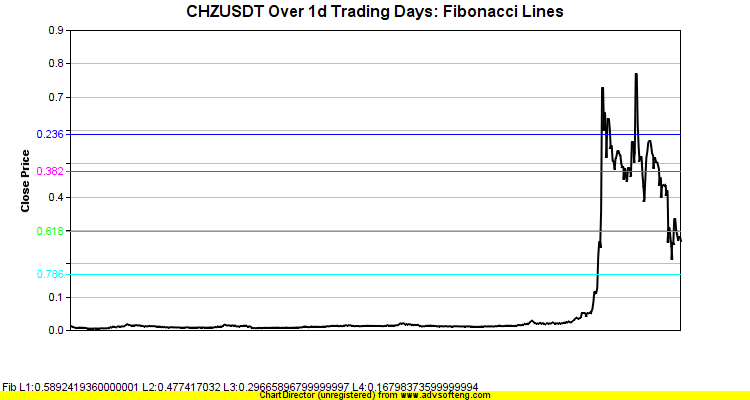 CHZUSDT Over 1d Trading Days: Fibonacci Lines
0.9
0.8
0.7
0.236
0.382
0.4
0.618
0.786
0.1
0.0
Close Price
Fib L1:0.5892419360000001 L2:0.477417032 L3:0.29665896799999997 L4:0.16798373599999994
ChartDirector (unregistered) from www.advsofteng.com